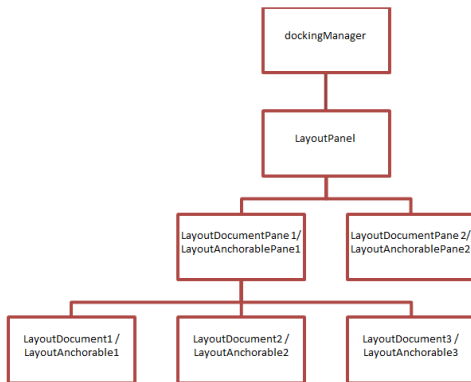 dockingManager
LayoutPanel
LayoutDocumentPane 1/
LayoutAnchorablePane1
LayoutDocumentPane 2/
LayoutAnchorablePane2
LayoutDocument1 /
LayoutAnchorable1
LayoutDocument2 /
LayoutAnchorable2
LayoutDocument3 /
LayoutAnchorable3